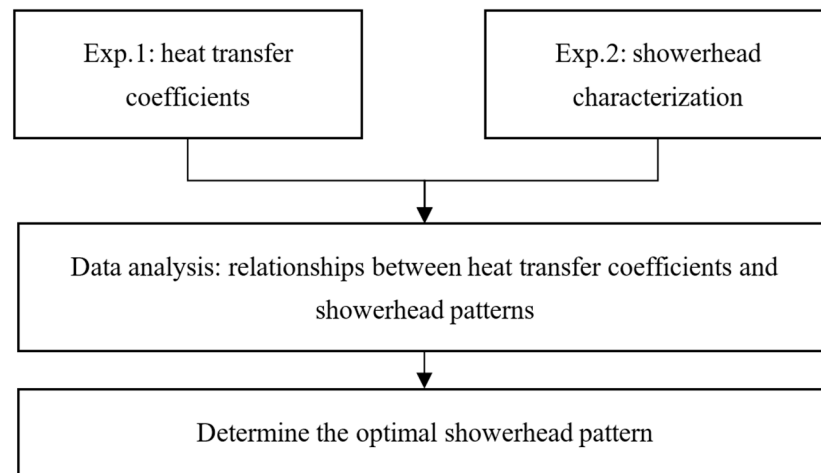 Exp.1: heat transfer
coefficients
Exp.2: showerhead
characterization
Data analysis: relationships between heat transfer coefficients and
showerhead patterns
Determine the optimal showerhead pattern